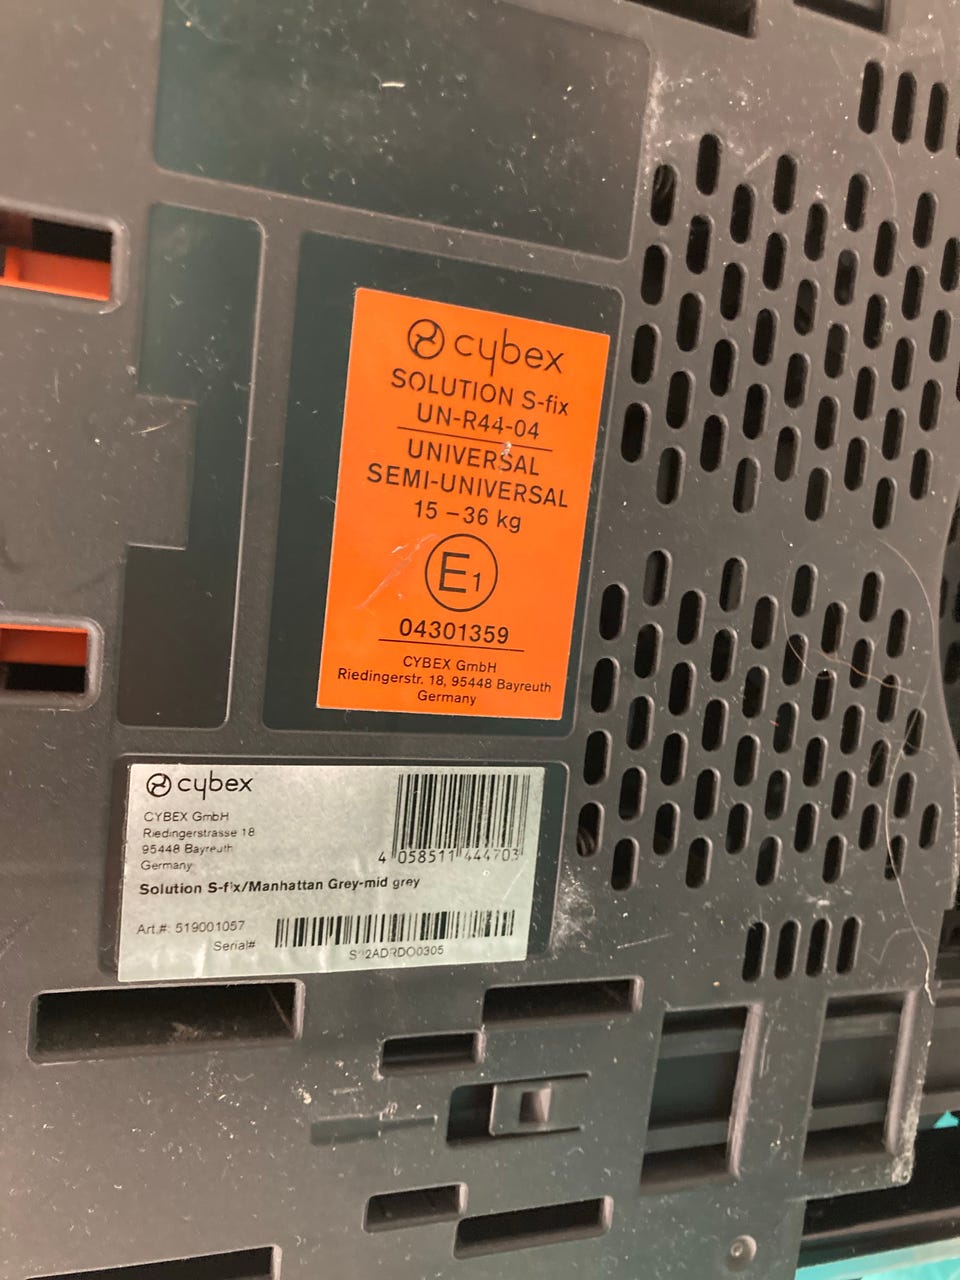 cybex
SOLUTION S-fix
UN-R44-04
UNIVERSAL
SEMI-UNIVERSAL
15 – 36 kg
E1
04301359
CYBEX GmbH
Riedingerstr. 18, 95448 Bayreuth
Germany
cybex
CYBEX GmbH
Riedingerstrasse 18
95448 Bayreuth
Germany
4 058511 444703
Solution S-fix/Manhattan Grey-mid grey
Art.#: 519001057
Serial#